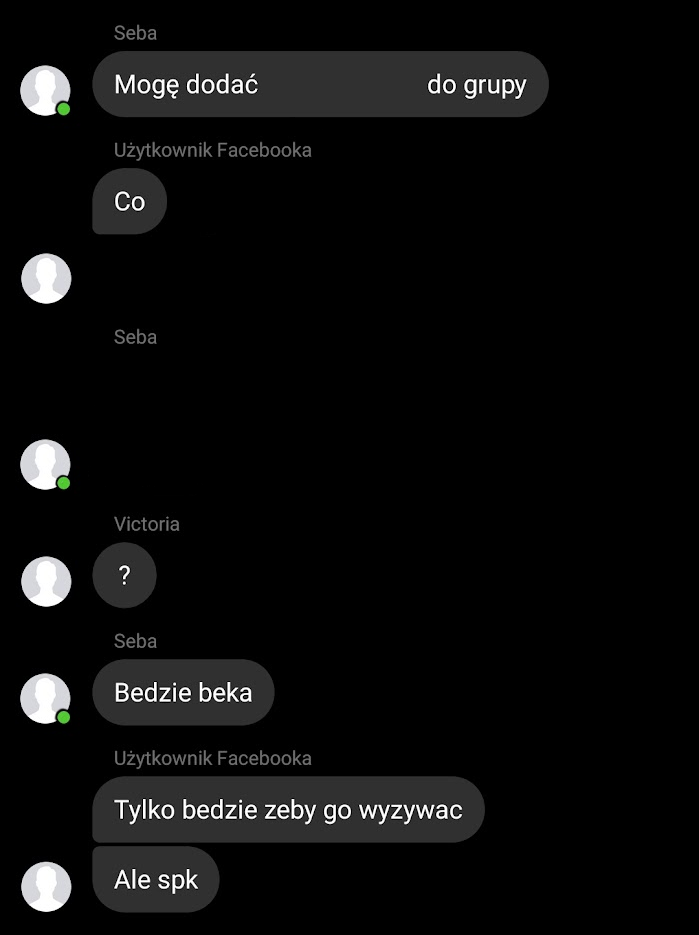 Seba
Mogę dodać do grupy
Użytkownik Facebooka
Co
Seba
Victoria
?
Seba
Bedzie beka
Użytkownik Facebooka
Tylko bedzie zeby go wyzywac
Ale spk